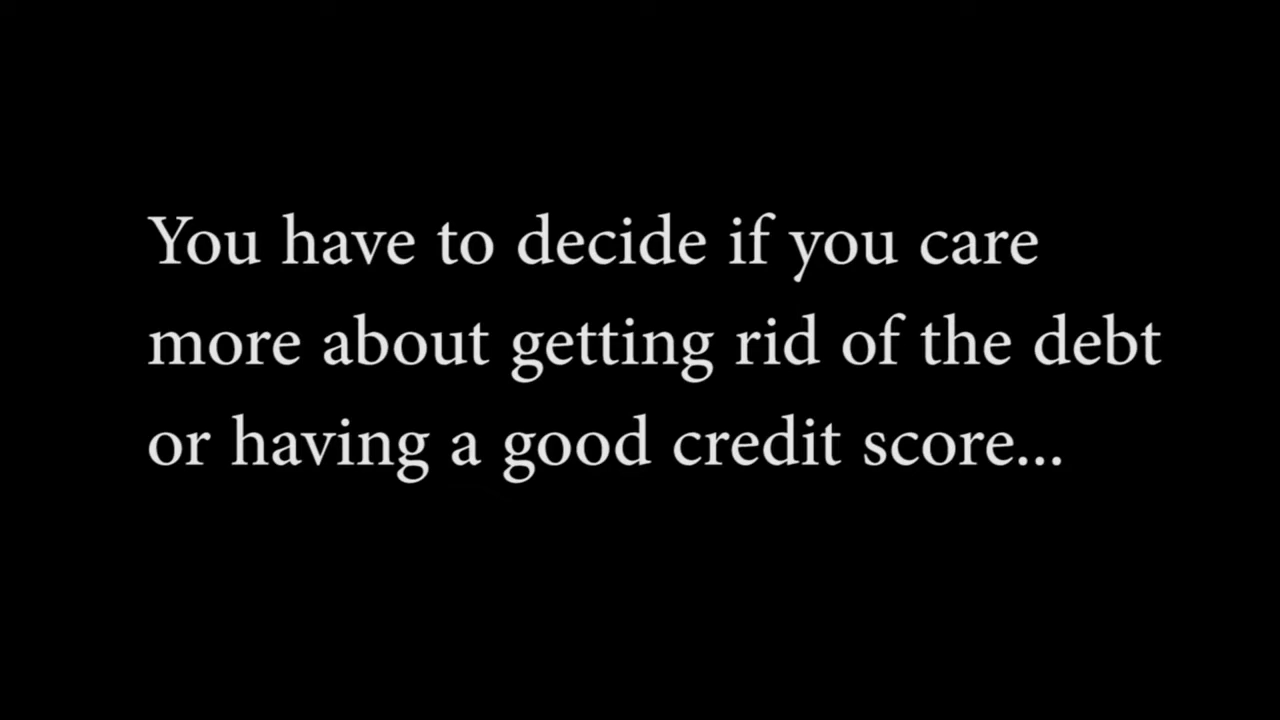 You have to decide if you care
more about getting rid of the debt
or having a good credit score...